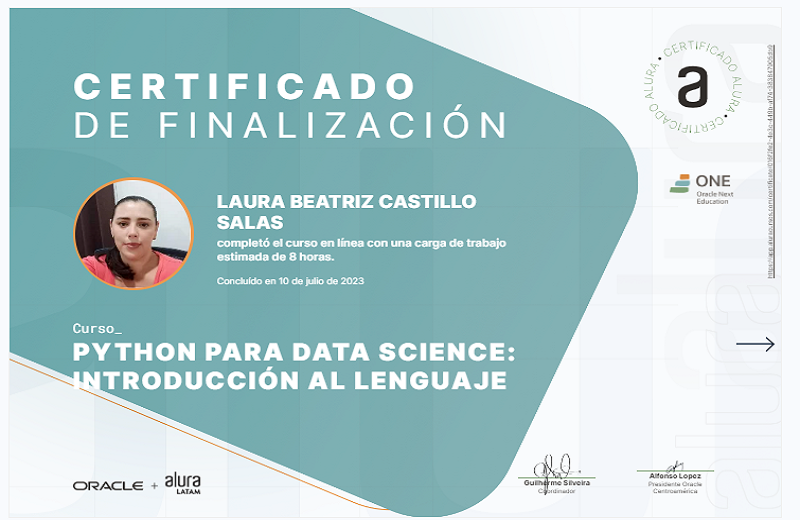 CERTIFICADO
DE FINALIZACIÓN
CERTIFICADO ALURA • CERTIFICADO ALURA •
a
ONE
Oracle Next
Education
LAURA BEATRIZ CASTILLO
SALAS
completó el curso en línea con una carga de trabajo
estimada de 8 horas.
Concluído en 10 de julio de 2023
Curso_
PYTHON PARA DATA SCIENCE:
INTRODUCCIÓN AL LENGUAJE
ORACLE + alura
LATAM
Guilherme Silveira
Coordinador
Alfonso Lopez
Presidente Oracle
Centroamérica
alura